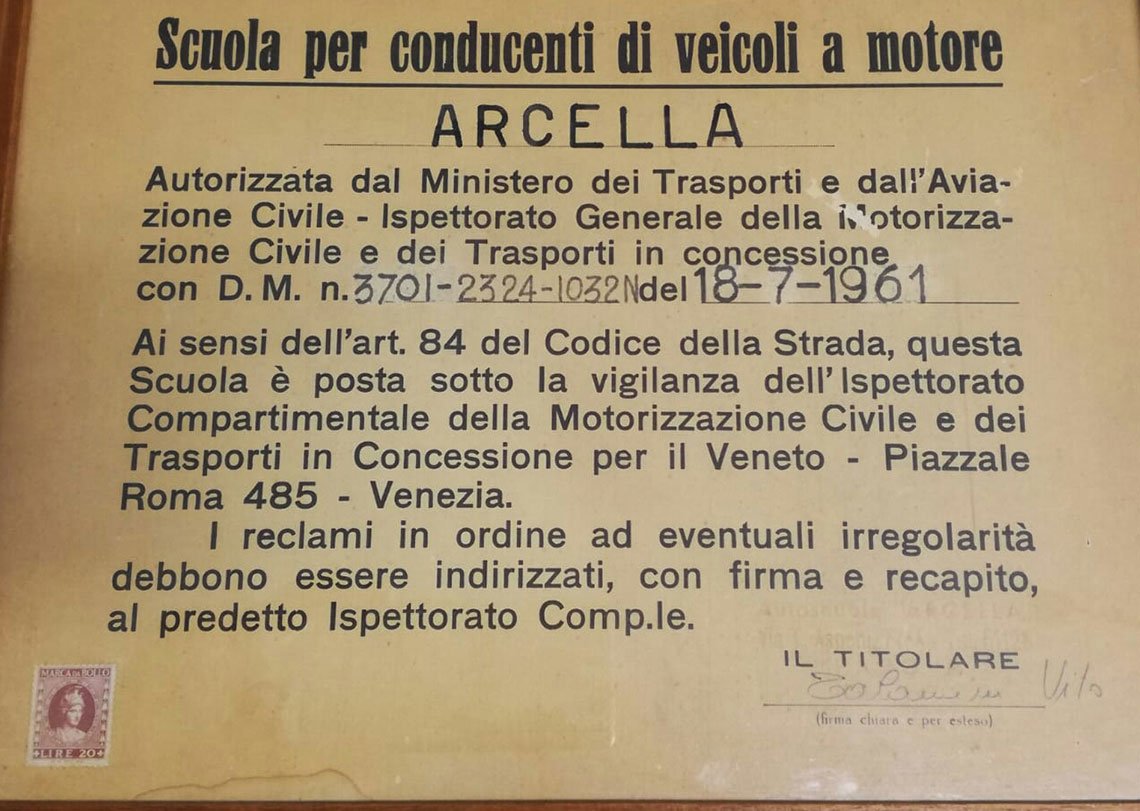 Scuola per conducenti di veicoli a motore
ARCELLA
Autorizzata dal Ministero dei Trasporti e dall'Avia-
zione Civile - Ispettorato Generale della Motorizza-
zione Civile e dei Trasporti in concessione
con D. M. n. 3701-2324-1032N del 18-7-1961
Ai sensi dell'art. 84 del Codice della Strada, questa
Scuola è posta sotto la vigilanza dell'Ispettorato
Compartimentale della Motorizzazione Civile e dei
Trasporti in Concessione per il Veneto - Piazzale
Roma 485 - Venezia.
I reclami in ordine ad eventuali irregolarità
debbono essere indirizzati, con firma e recapito,
al predetto Ispettorato Comp.le.
IL TITOLARE
Vito
(firma chiara e per esteso)
MARCA DA BOLLO
LIRE 20